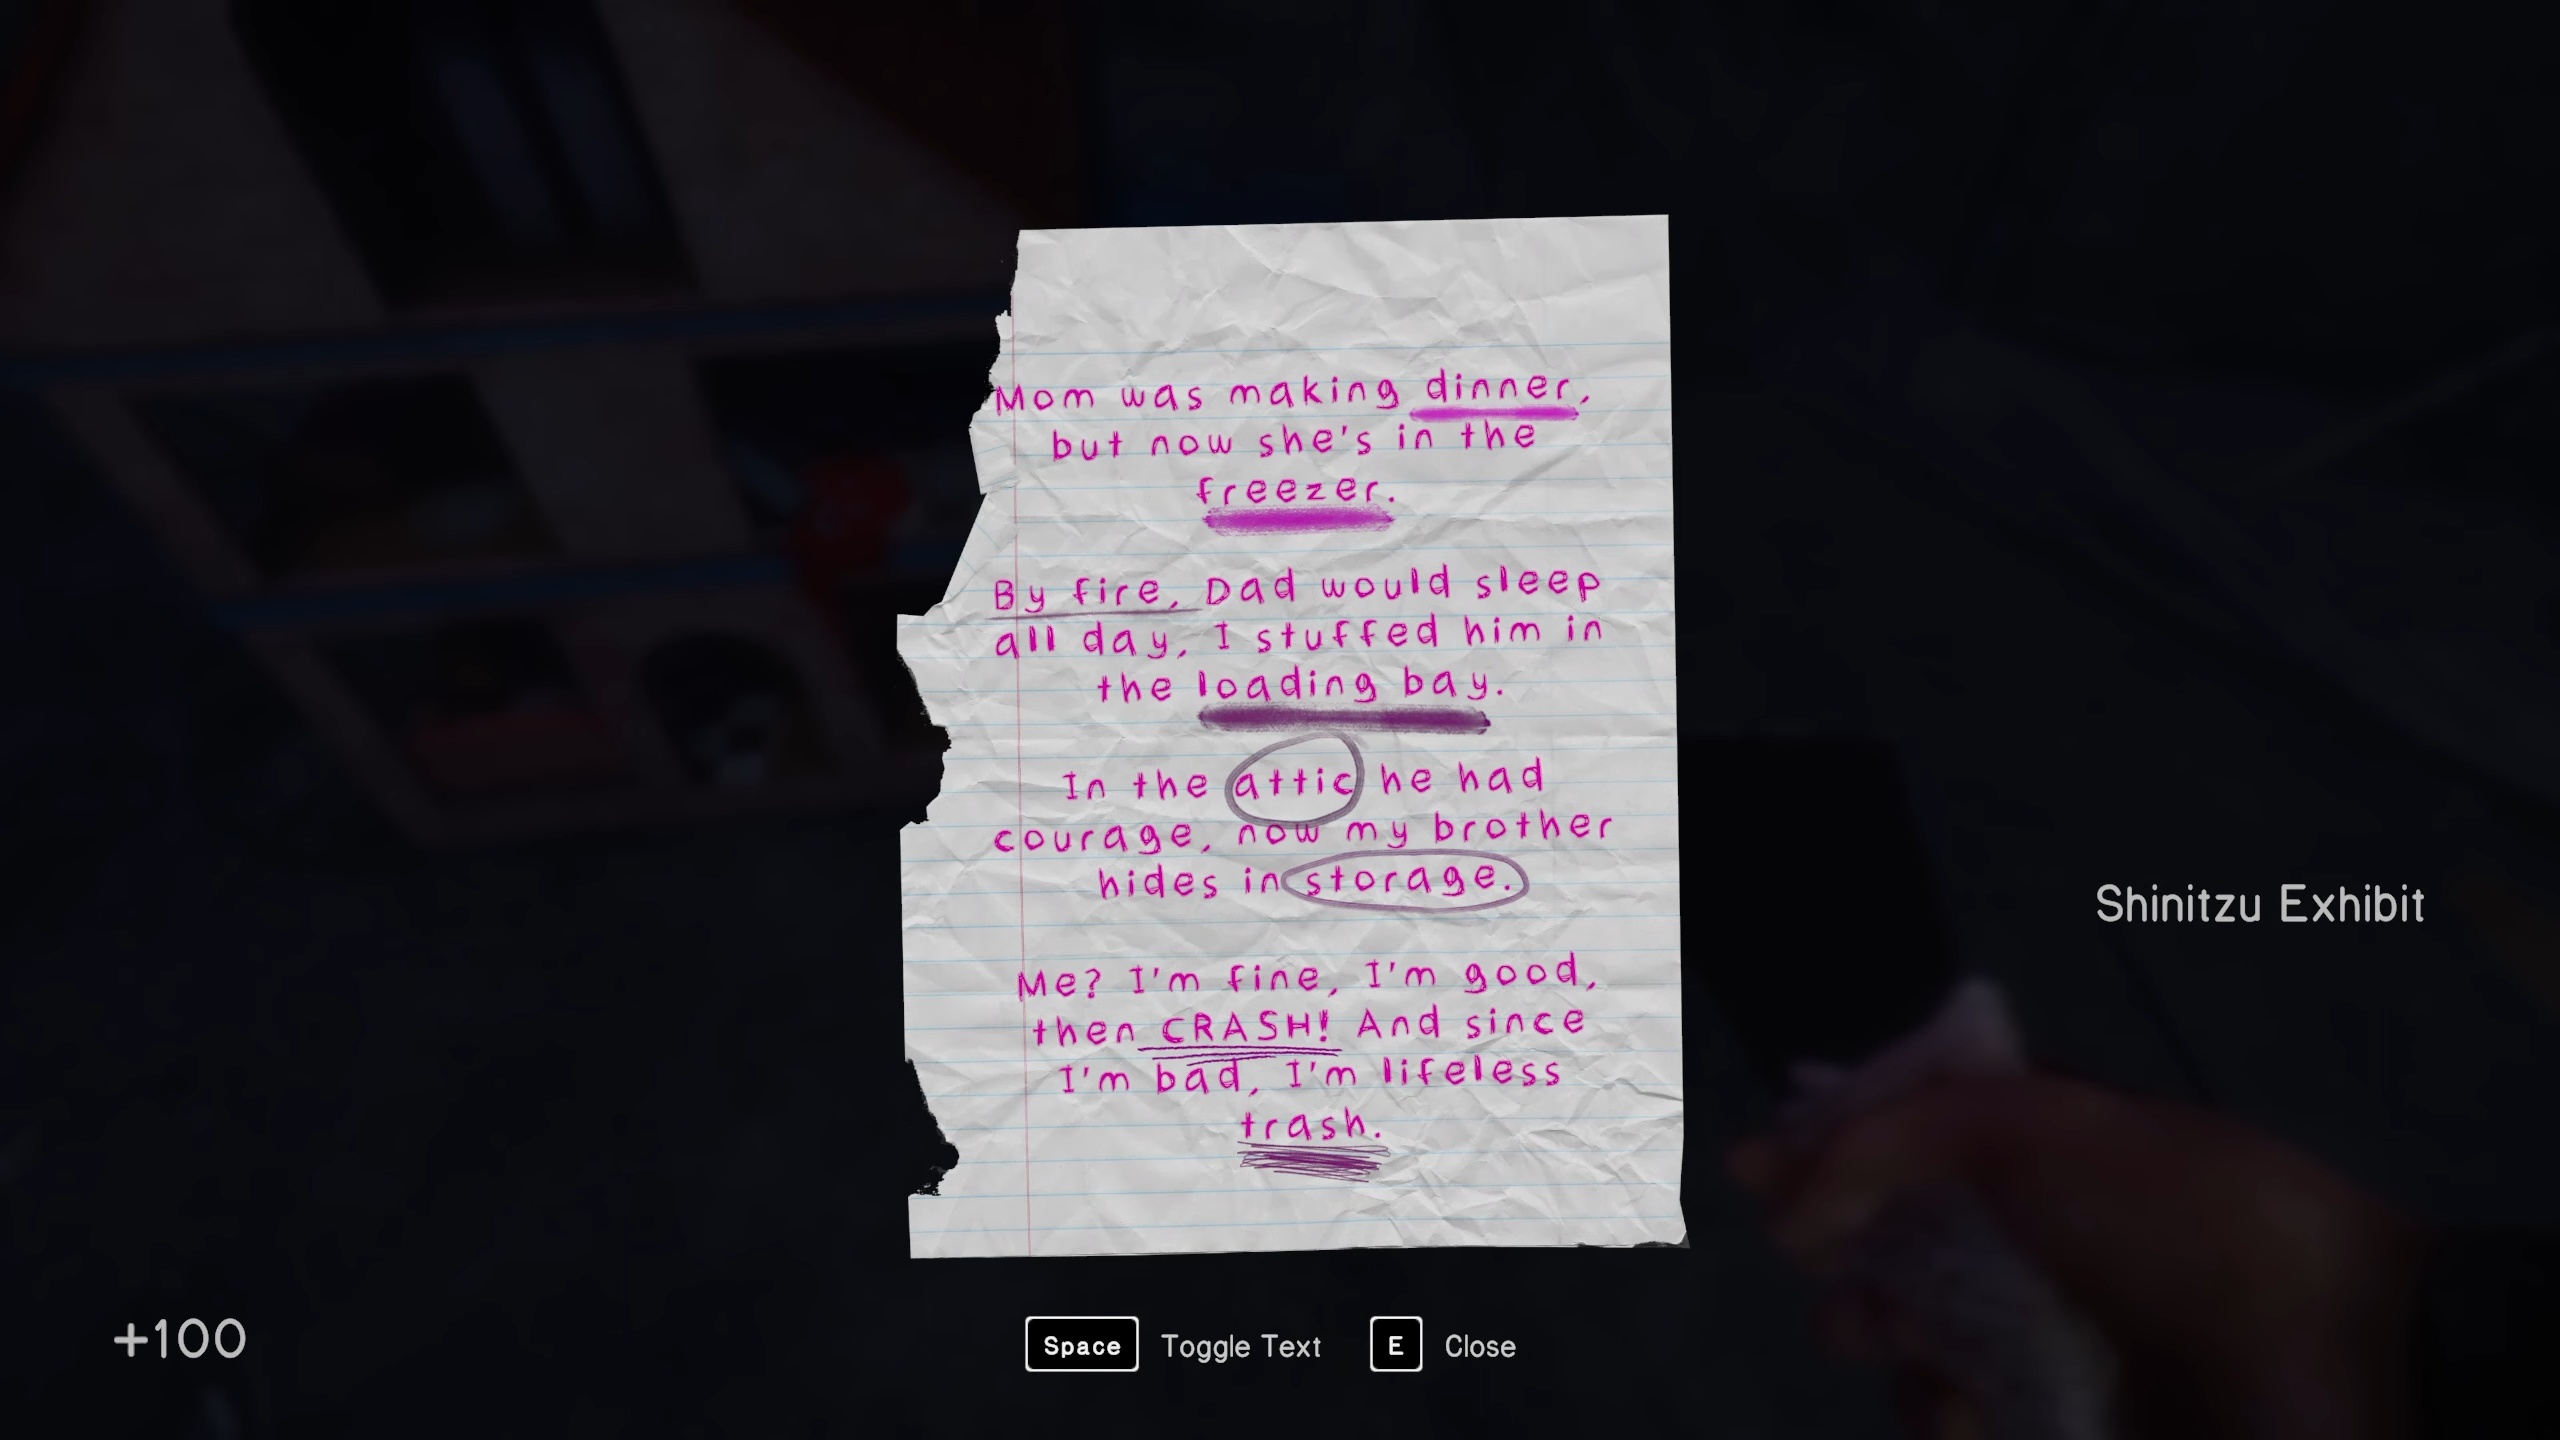 Mom was making dinner,
but now she's in the
freezer.
By fire, Dad would sleep
all day, I stuffed him in
the loading bay.
In the attic he had
courage, now my brother
hides in storage.
Me? I'm fine, I'm good,
then CRASH! And since
I'm bad, I'm lifeless
trash.
Shinitzu Exhibit
+100
Space Toggle Text E Close